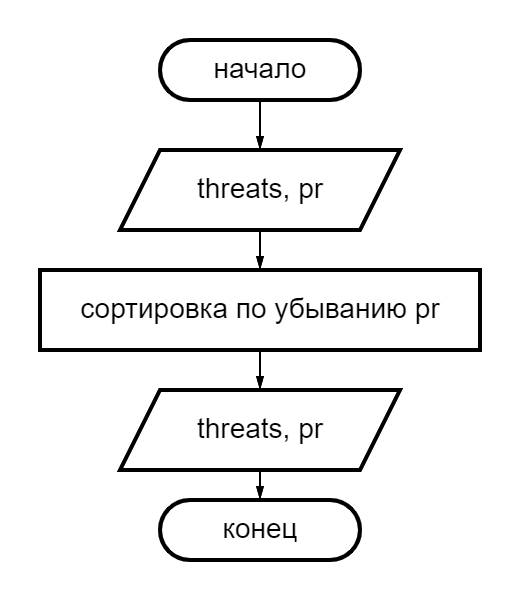 начало
threats, pr
сортировка по убыванию pr
threats, pr
конец